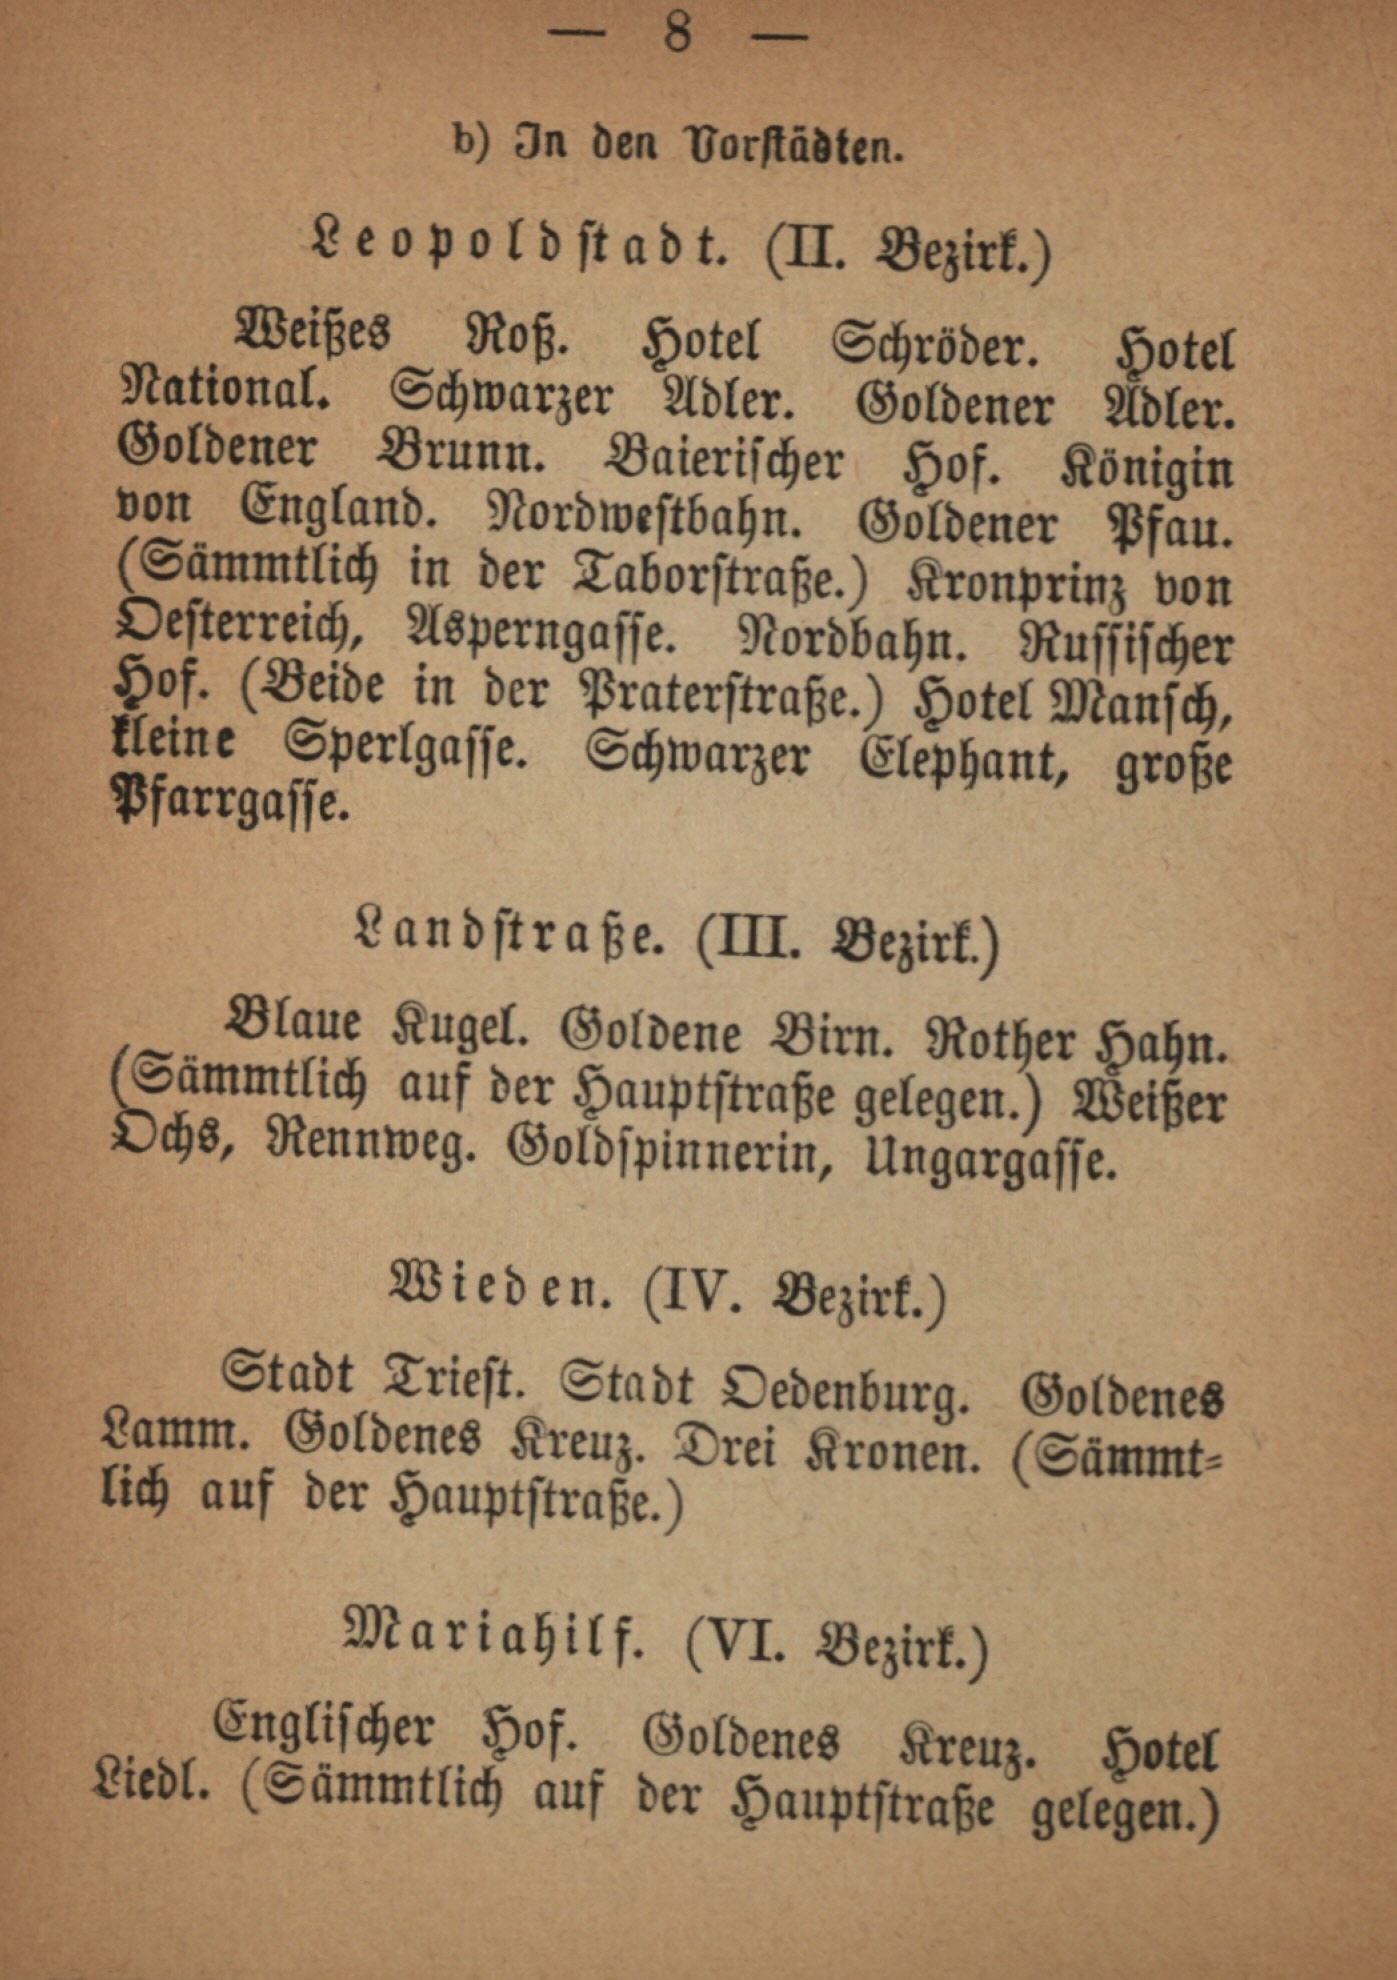 — 8 —
b) In den Vorstädten.
Leopoldstadt. (II. Bezirk.)
Weißes Roß. Hotel Schröder. Hotel
National. Schwarzer Adler. Goldener Adler.
Goldener Brunn. Baierischer Hof. Königin
von England. Nordwestbahn. Goldener Pfau.
(Sämmtlich in der Taborstraße.) Kronprinz von
Oesterreich, Asperngasse. Nordbahn. Russischer
Hof. (Beide in der Praterstraße.) Hotel Mansch,
kleine Sperlgasse. Schwarzer Elephant, große
Pfarrgasse.
Landstraße. (III. Bezirk.)
Blaue Kugel. Goldene Birn. Rother Hahn.
(Sämmtlich auf der Hauptstraße gelegen.) Weißer
Ochs, Rennweg. Goldspinnerin, Ungargasse.
Wieden. (IV. Bezirk.)
Stadt Triest. Stadt Oedenburg. Goldenes
Lamm. Goldenes Kreuz. Drei Kronen. (Sämmt-
lich auf der Hauptstraße.)
Mariahilf. (VI. Bezirk.)
Englischer Hof. Goldenes Kreuz. Hotel
Liedl. (Sämmtlich auf der Hauptstraße gelegen.)